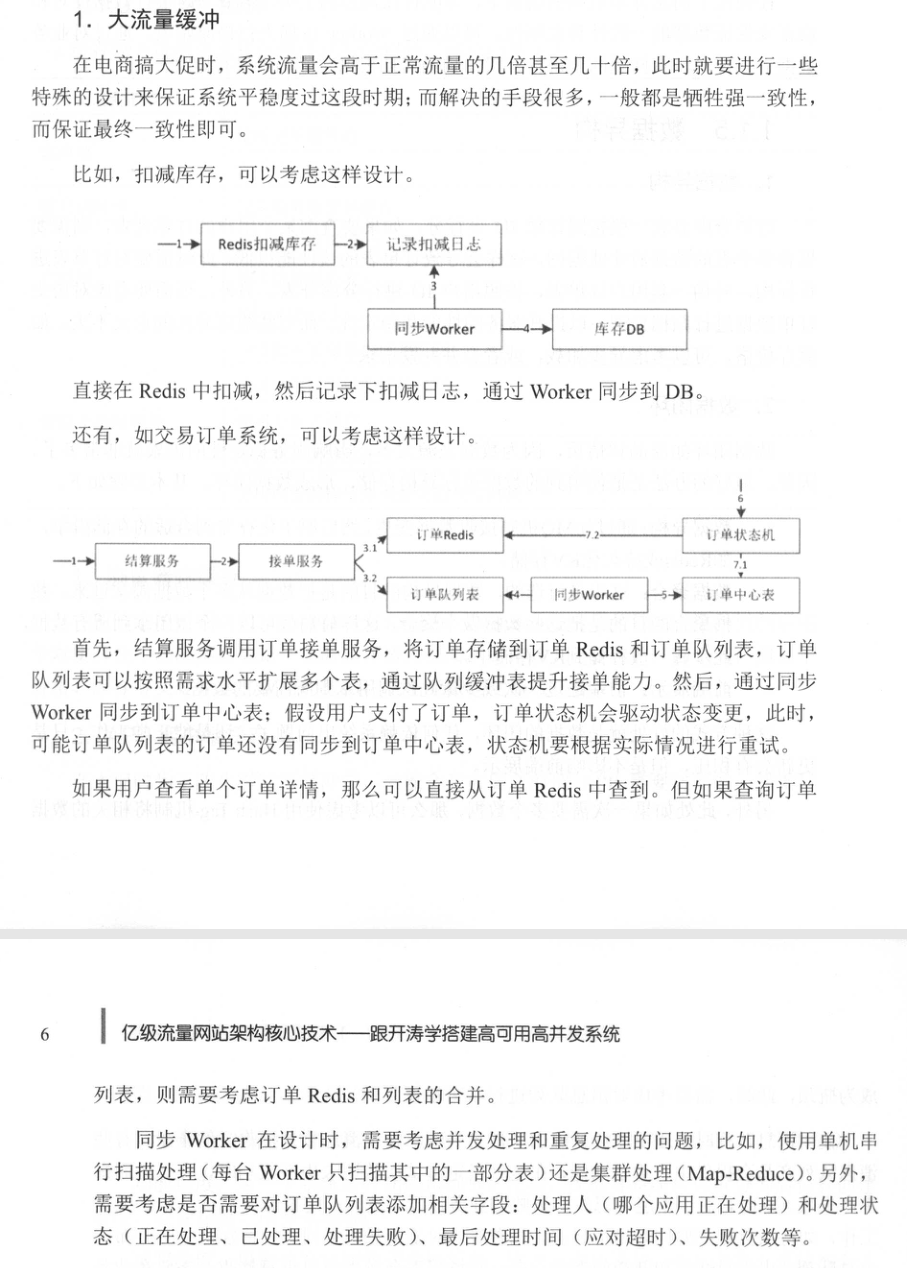 1．大流量缓冲
在电商搞大促时，系统流量会高于正常流量的几倍甚至几十倍，此时就要进行一些
特殊的设计来保证系统平稳度过这段时期；而解决的手段很多，一般都是牺牲强一致性，
而保证最终一致性即可。
比如，扣减库存，可以考虑这样设计。
1 Redis扣减库存 2 记录扣减日志
3
同步Worker 4 库存DB
直接在 Redis 中扣减，然后记录下扣减日志，通过 Worker 同步到 DB。
还有，如交易订单系统，可以考虑这样设计。
6
3.1 订单Redis 7.2 订单状态机
1 结算服务 2 接单服务 7.1
3.2 订单队列表 4 同步Worker 5 订单中心表
首先，结算服务调用订单接单服务，将订单存储到订单 Redis 和订单队列表，订单
队列表可以按照需求水平扩展多个表，通过队列缓冲表提升接单能力。然后，通过同步
Worker 同步到订单中心表；假设用户支付了订单，订单状态机会驱动状态变更，此时，
可能订单队列表的订单还没有同步到订单中心表，状态机要根据实际情况进行重试。
如果用户查看单个订单详情，那么可以直接从订单 Redis 中查到。但如果查询订单
6 亿级流量网站架构核心技术——跟开涛学搭建高可用高并发系统
列表，则需要考虑订单 Redis 和列表的合并。
同步 Worker 在设计时，需要考虑并发处理和重复处理的问题，比如，使用单机串
行扫描处理（每台 Worker 只扫描其中的一部分表）还是集群处理（Map-Reduce）。另外，
需要考虑是否需要对订单队列表添加相关字段：处理人（哪个应用正在处理）和处理状
态（正在处理、已处理、处理失败）、最后处理时间（应对超时）、失败次数等。